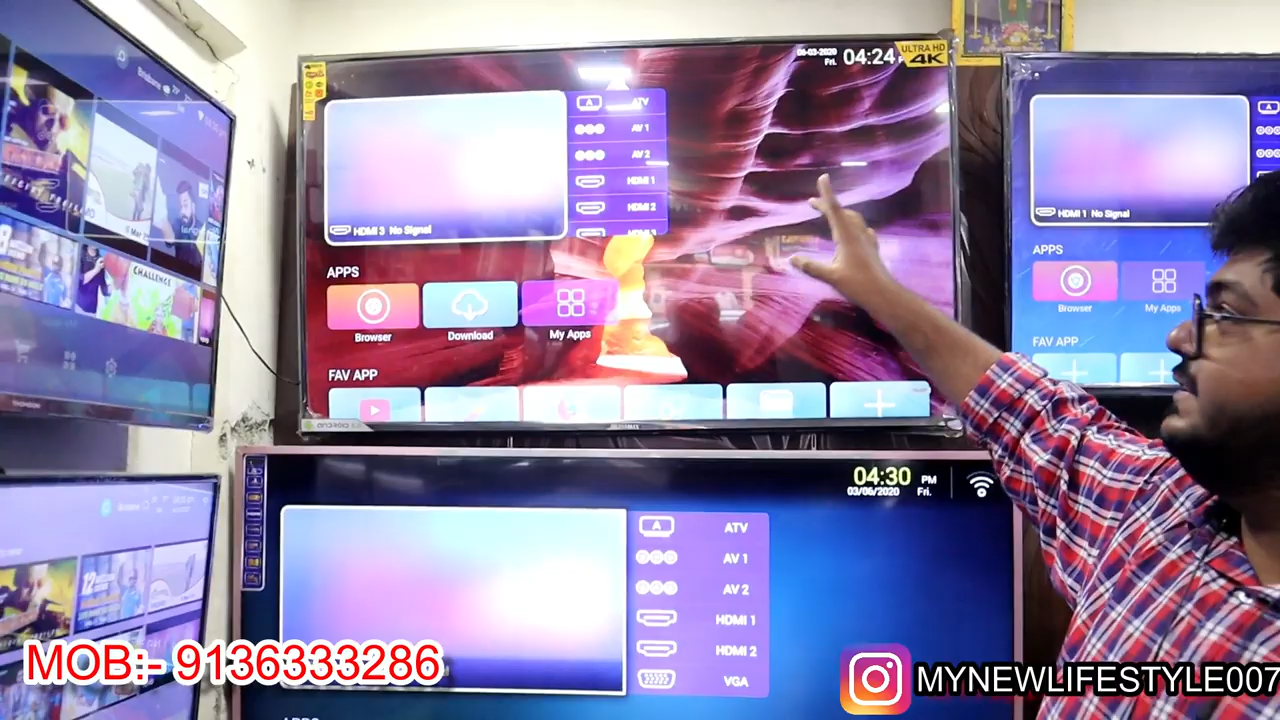 06-03-2020
Fri.
04:24
ULTRA HD
4K
A
ATV
AV 1
AV 2
HDMI 1
HDMI 2
HDMI 3 No Signal
APPS
Browser
Download
My Apps
FAV APP
HDMI 1 No Signal
APPS
Browser
My Apps
FAV APP
CHALLENGE
04:30 PM
03/06/2020 Fri.
A
ATV
AV 1
AV 2
HDMI 1
HDMI 2
VGA
12
MOB:- 9136333286
MYNEWLIFESTYLE007